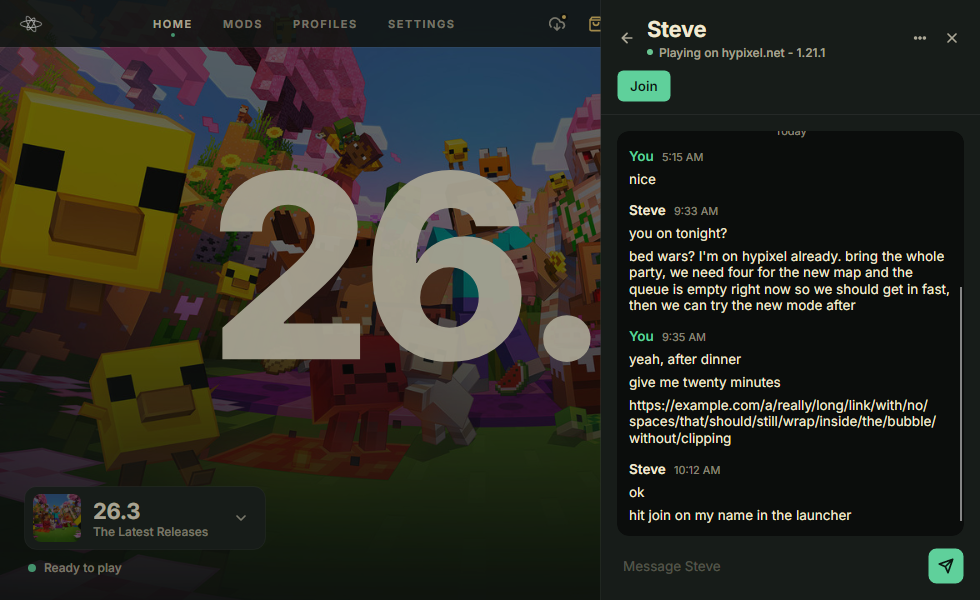 HOME MODS PROFILES SETTINGS
26.
26.3
The Latest Releases
Ready to play
Steve
Playing on hypixel.net - 1.21.1
Join
Today
You 5:15 AM
nice
Steve 9:33 AM
you on tonight?
bed wars? I'm on hypixel already. bring the whole
party, we need four for the new map and the
queue is empty right now so we should get in fast,
then we can try the new mode after
You 9:35 AM
yeah, after dinner
give me twenty minutes
https://example.com/a/really/long/link/with/no/
spaces/that/should/still/wrap/inside/the/bubble/
without/clipping
Steve 10:12 AM
ok
hit join on my name in the launcher
Message Steve